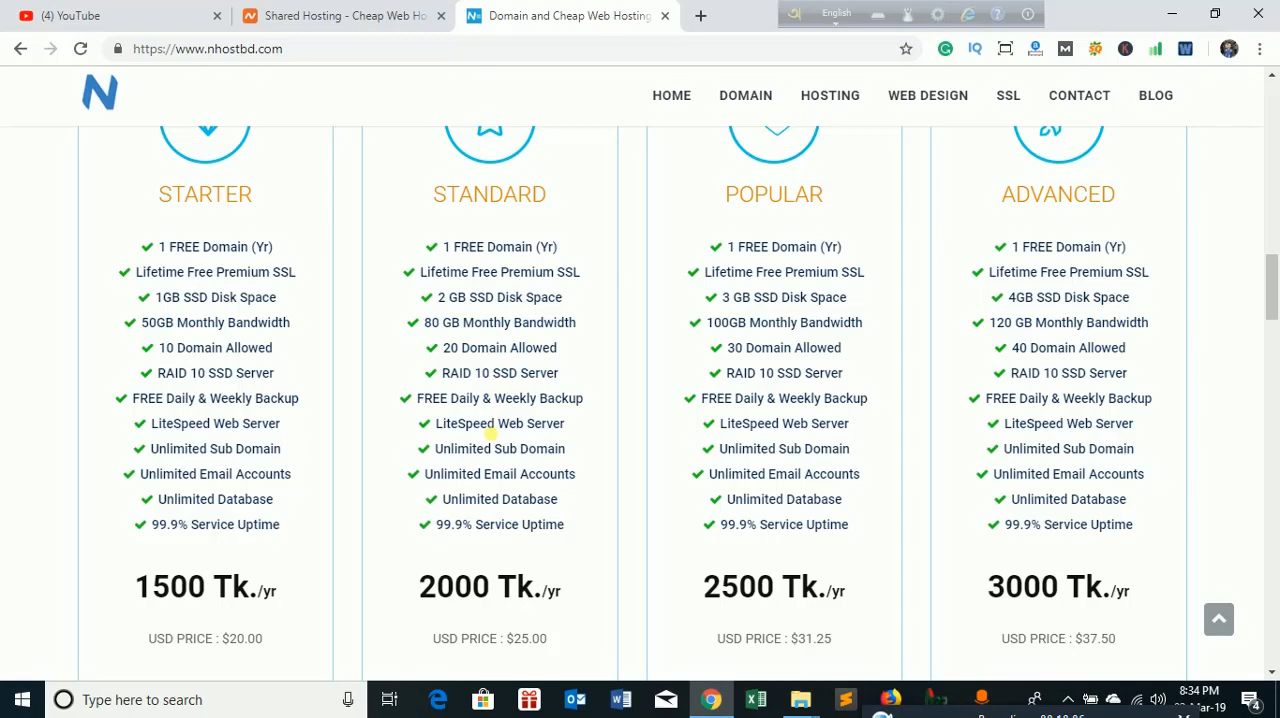 YouTube
Shared Hosting - Cheap Web Ho
Domain and Cheap Web Hosting
English
https://www.nhostbd.com
HOME DOMAIN HOSTING WEB DESIGN SSL CONTACT BLOG
STARTER
1 FREE Domain (Yr)
Lifetime Free Premium SSL
1GB SSD Disk Space
50GB Monthly Bandwidth
10 Domain Allowed
RAID 10 SSD Server
FREE Daily & Weekly Backup
LiteSpeed Web Server
Unlimited Sub Domain
Unlimited Email Accounts
Unlimited Database
99.9% Service Uptime
1500 Tk./yr
USD PRICE : $20.00
STANDARD
1 FREE Domain (Yr)
Lifetime Free Premium SSL
2 GB SSD Disk Space
80 GB Monthly Bandwidth
20 Domain Allowed
RAID 10 SSD Server
FREE Daily & Weekly Backup
LiteSpeed Web Server
Unlimited Sub Domain
Unlimited Email Accounts
Unlimited Database
99.9% Service Uptime
2000 Tk./yr
USD PRICE : $25.00
POPULAR
1 FREE Domain (Yr)
Lifetime Free Premium SSL
3 GB SSD Disk Space
100GB Monthly Bandwidth
30 Domain Allowed
RAID 10 SSD Server
FREE Daily & Weekly Backup
LiteSpeed Web Server
Unlimited Sub Domain
Unlimited Email Accounts
Unlimited Database
99.9% Service Uptime
2500 Tk./yr
USD PRICE : $31.25
ADVANCED
1 FREE Domain (Yr)
Lifetime Free Premium SSL
4GB SSD Disk Space
120 GB Monthly Bandwidth
40 Domain Allowed
RAID 10 SSD Server
FREE Daily & Weekly Backup
LiteSpeed Web Server
Unlimited Sub Domain
Unlimited Email Accounts
Unlimited Database
99.9% Service Uptime
3000 Tk./yr
USD PRICE : $37.50
Type here to search
8:34 PM